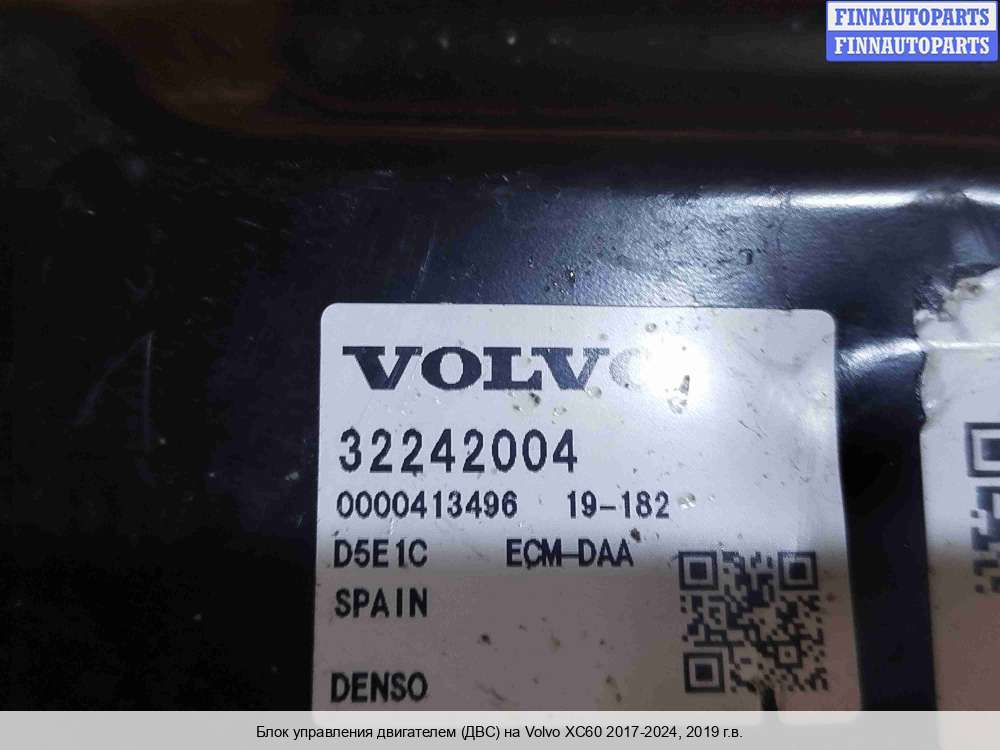 FINNAUTOPARTS
FINNAUTOPARTS
VOLVO
32242004
0000413496 19-182
D5E1C ECM-DAA
SPAIN
DENSO
Блок управления двигателем (ДВС) на Volvo XC60 2017-2024, 2019 г.в.